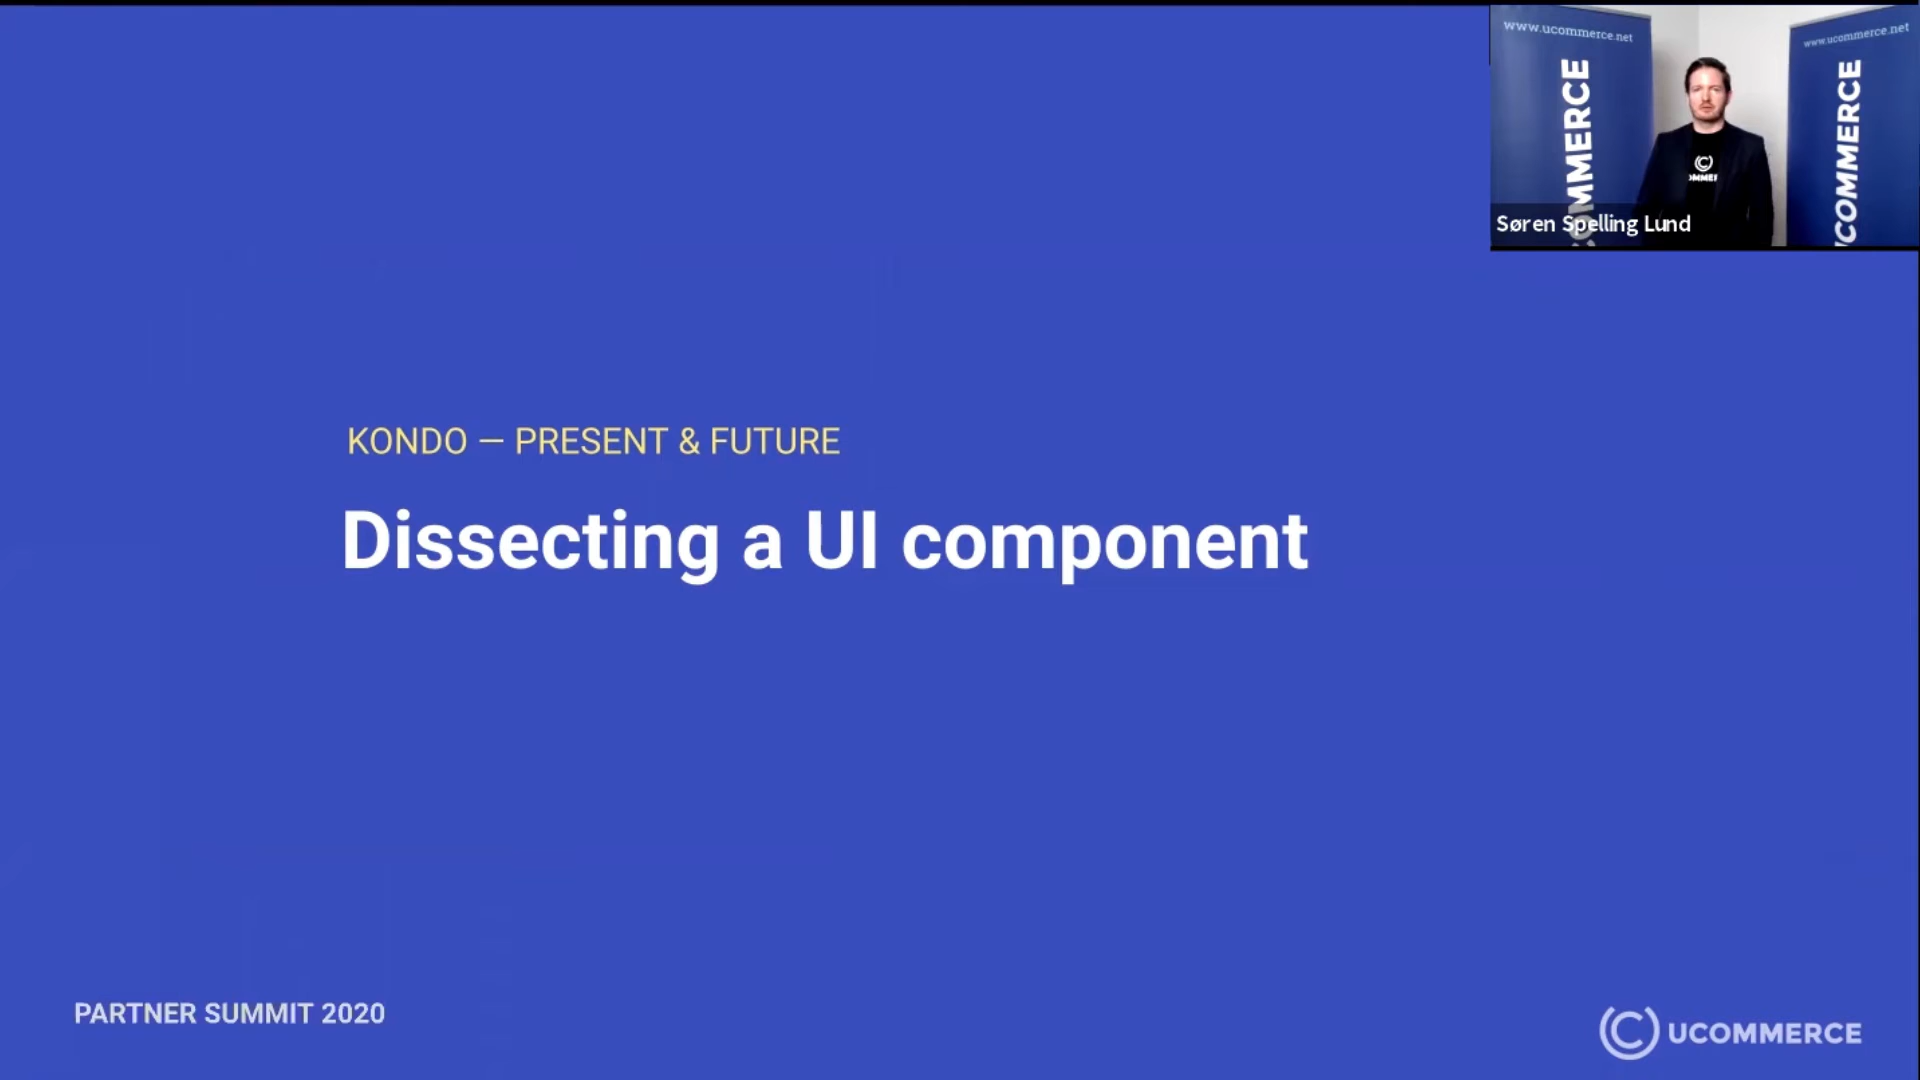 www.ucommerce.net
www.ucommerce.net
COMMERCE
UCOMMERCE
Søren Spelling Lund
KONDO — PRESENT & FUTURE
Dissecting a UI component
PARTNER SUMMIT 2020
UCOMMERCE